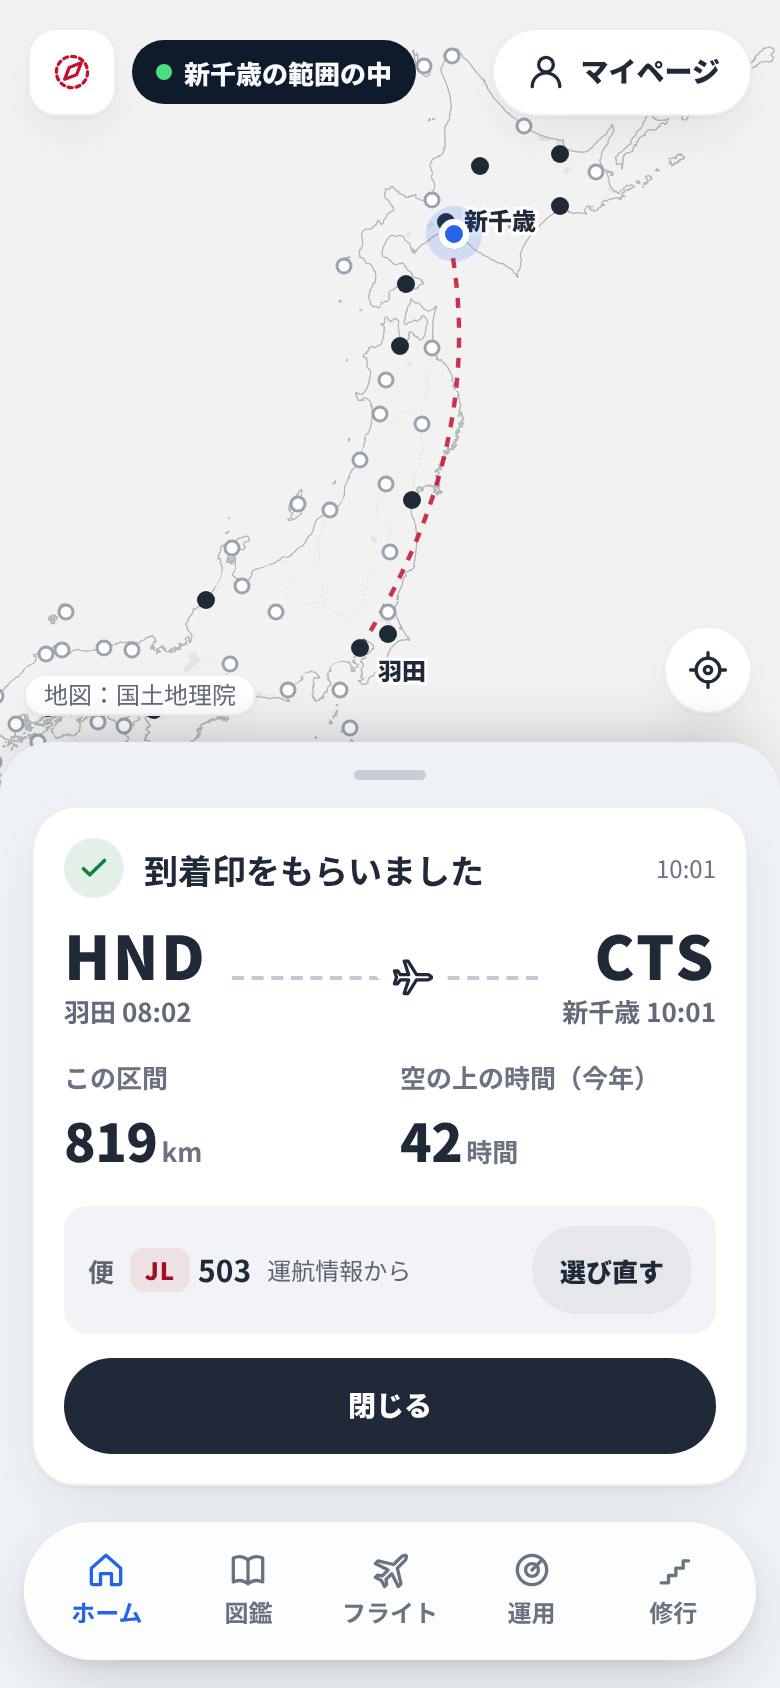 新千歳の範囲の中
マイページ
新千歳
羽田
地図：国土地理院
到着印をもらいました
10:01
HND
CTS
羽田 08:02
新千歳 10:01
この区間
空の上の時間（今年）
819 km
42 時間
便 JL 503 運航情報から
選び直す
閉じる
ホーム
図鑑
フライト
運用
修行